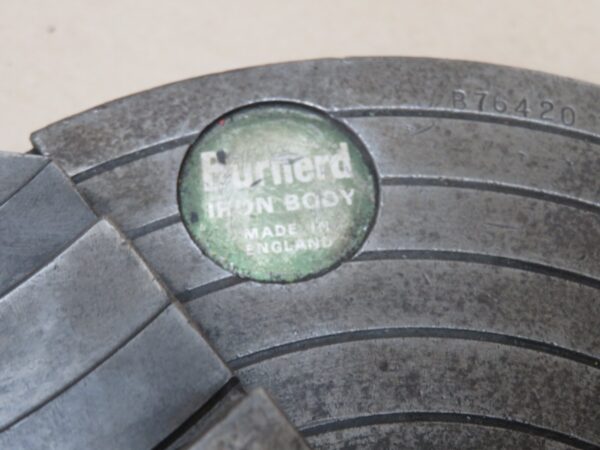 B76420
Burnerd
IRON BODY
MADE IN
ENGLAND